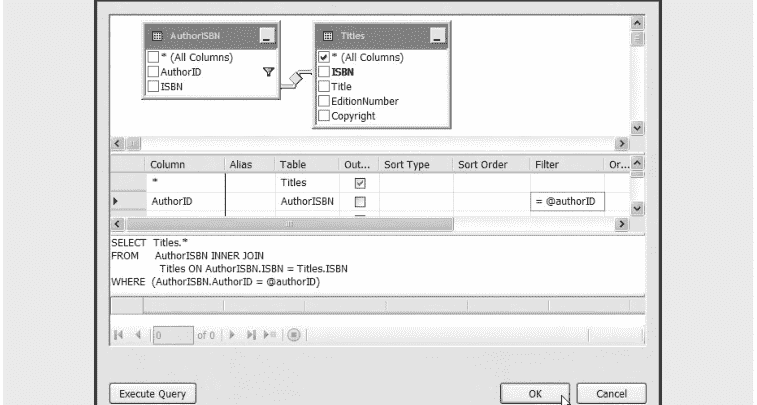 AuthorISBN
* (All Columns)
AuthorID
ISBN
Titles
* (All Columns)
ISBN
Title
EditionNumber
Copyright
Column Alias Table Out... Sort Type Sort Order Filter Or...
* Titles
AuthorID AuthorISBN = @authorID
SELECT Titles.*
FROM AuthorISBN INNER JOIN
Titles ON AuthorISBN.ISBN = Titles.ISBN
WHERE (AuthorISBN.AuthorID = @authorID)
0 of 0
Execute Query OK Cancel